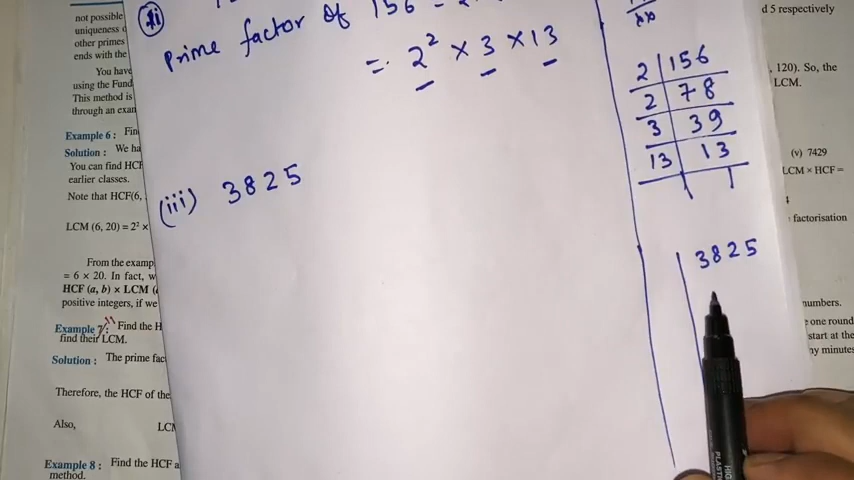 not possible
uniqueness
other primes
ends with the
You have
using the Fund
This method is
through an exam
Example 6 : Fin
Solution : We ha
You can find HCF
earlier classes.
Note that HCF(6,
LCM (6, 20) = 2² ×
From the examp
= 6 × 20. In fact, w
HCF (a, b) × LCM (
positive integers, if we
Example 7 : Find the H
find their LCM.
Solution : The prime fac
Therefore, the HCF of the
Also, LCM
Example 8 : Find the HCF a
method.
(ii)
Prime factor of 156 =
= 2² × 3 × 13
(iii) 3825
2 156
2 78
3 39
13 13
1
3825
d 5 respectively
, 120). So, the
LCM.
(v) 7429
LCM × HCF =
factorisation
numbers.
e one round
start at the
ny minutes